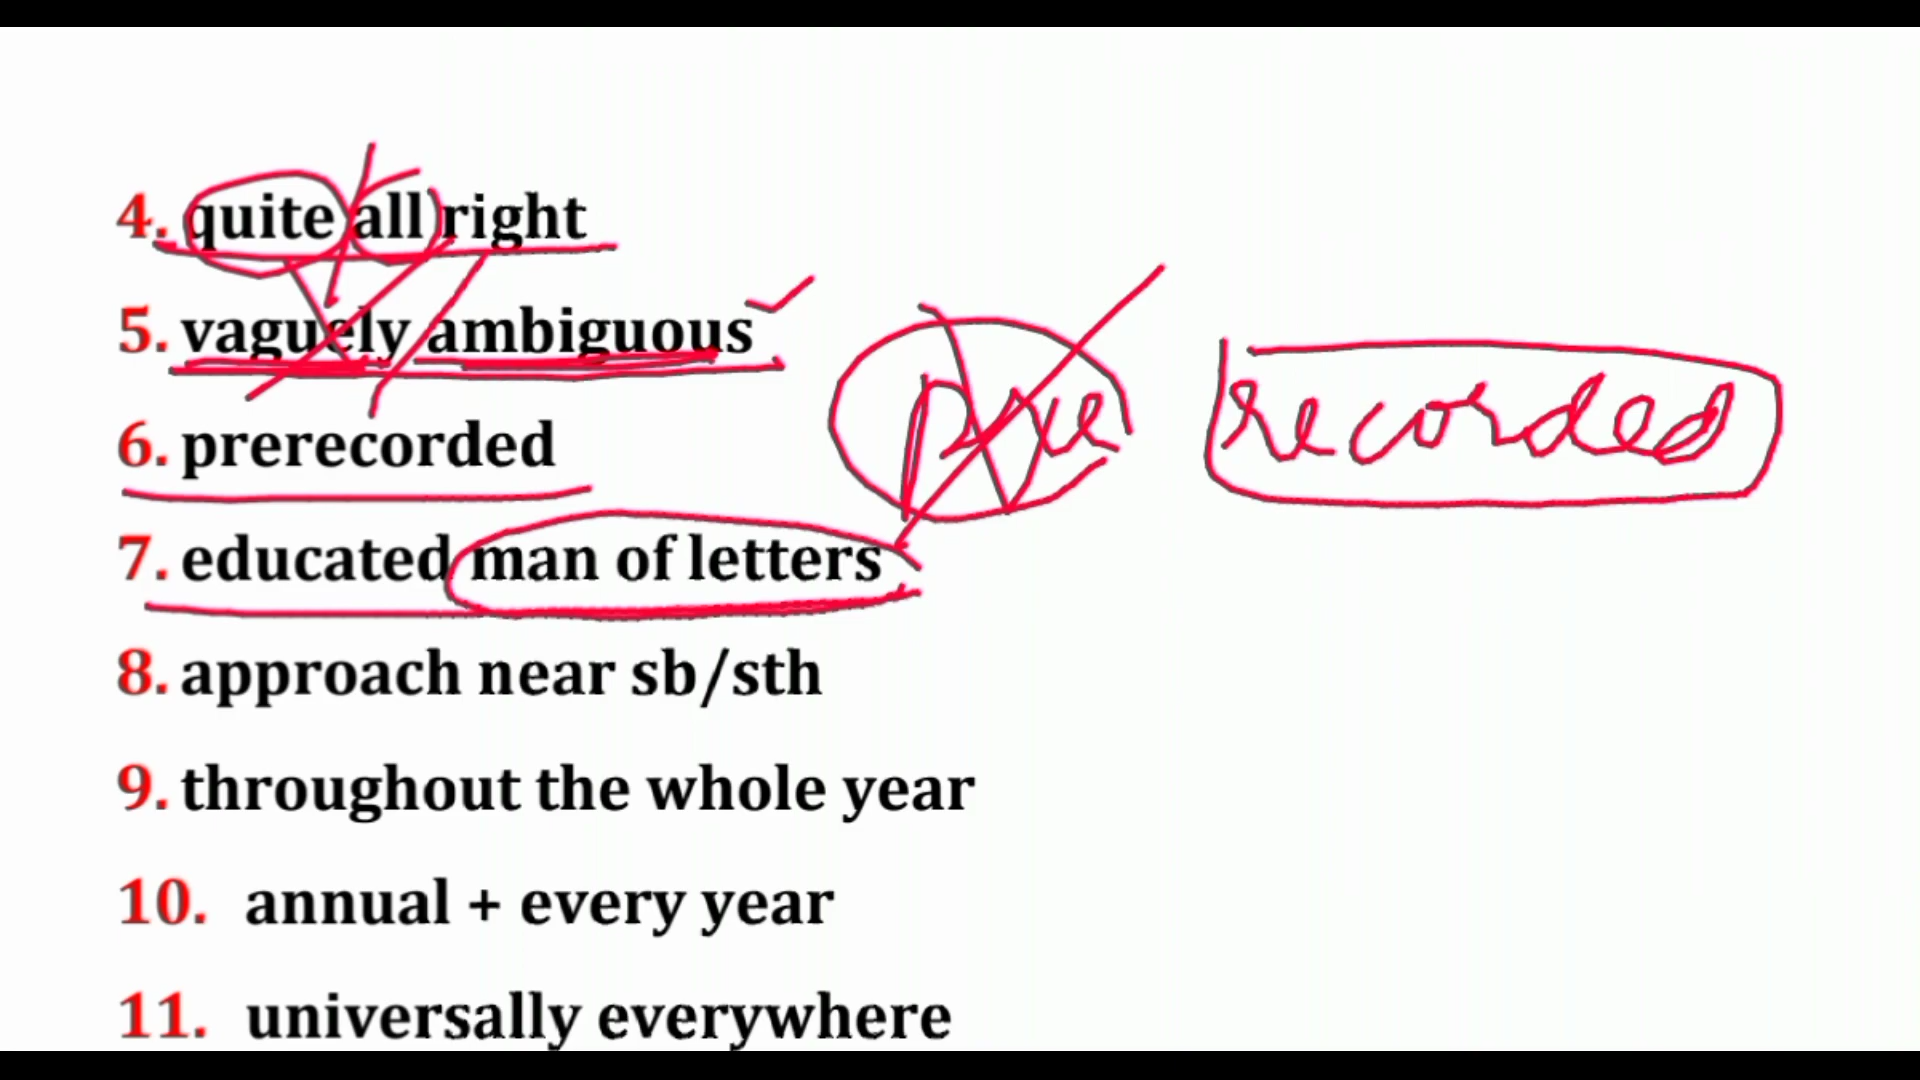 4. quite all right
5. vaguely ambiguous
pre recorded
6. prerecorded
7. educated man of letters
8. approach near sb/sth
9. throughout the whole year
10. annual + every year
11. universally everywhere